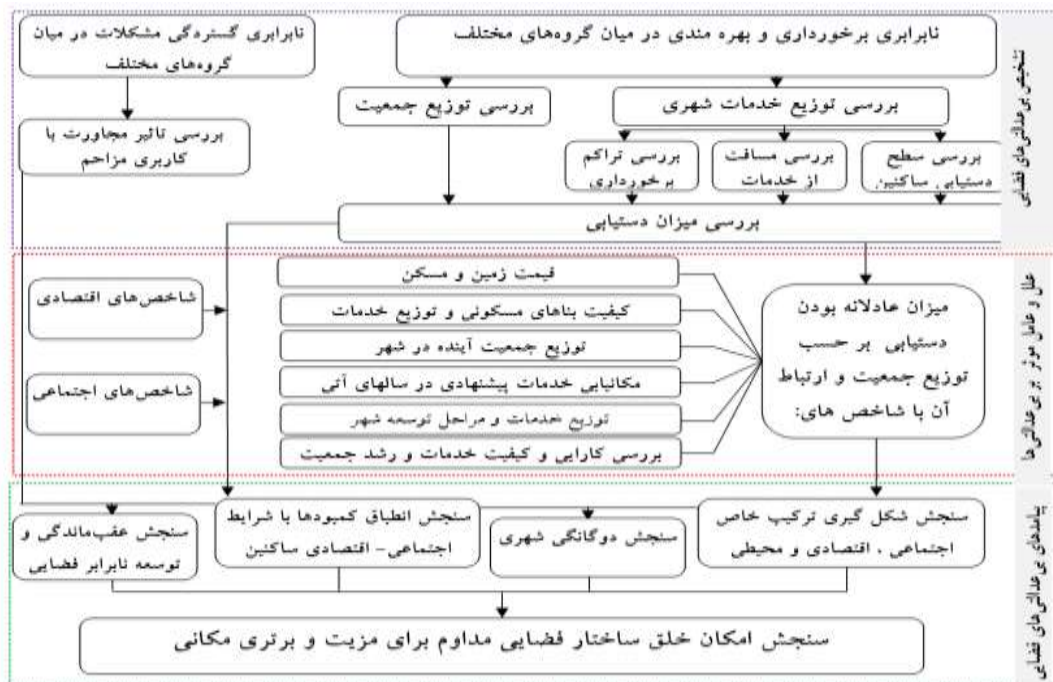 تشخیص بی‌عدالتی‌های فضایی
نابرابری برخورداری و بهره مندی در میان گروه‌های مختلف
نابرابری گستردگی مشکلات در میان
گروه‌های مختلف
بررسی توزیع خدمات شهری
بررسی توزیع جمعیت
بررسی تاثیر مجاورت با
کاربری مزاحم
بررسی سطح
دستیابی ساکنین
بررسی مسافت
از خدمات
بررسی تراکم
برخورداری
بررسی میزان دستیابی
علل و عامل موثر بر بی‌عدالتی‌ها
میزان عادلانه بودن
دستیابی بر حسب
توزیع جمعیت و ارتباط
آن با شاخص های:
قیمت زمین و مسکن
کیفیت بناهای مسکونی و توزیع خدمات
توزیع جمعیت آینده در شهر
مکانیابی خدمات پیشنهادی در سالهای آتی
توزیع خدمات و مراحل توسعه شهر
بررسی کارایی و کیفیت خدمات و رشد جمعیت
شاخص‌های اقتصادی
شاخص‌های اجتماعی
پیامدهای بی‌عدالتی‌های فضایی
سنجش شکل گیری ترکیب خاص
اجتماعی ، اقتصادی و محیطی
سنجش دوگانگی شهری
سنجش انطباق کمبودها با شرایط
اجتماعی- اقتصادی ساکنین
سنجش عقب‌ماندگی و
توسعه نابرابر فضایی
سنجش امکان خلق ساختار فضایی مداوم برای مزیت و برتری مکانی